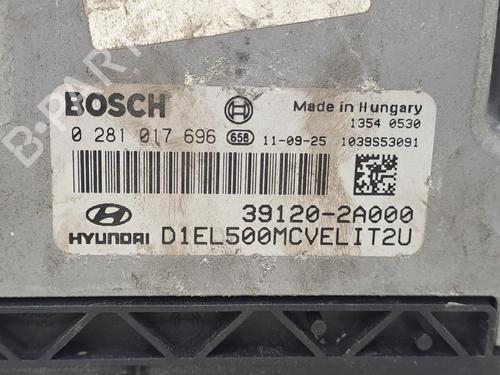 BOSCH
Made in Hungary
1354 0530
0 281 017 696 658 11-09-25 1039S53091
39120-2A000
HYUNDAI D1EL500MCVELIT2U